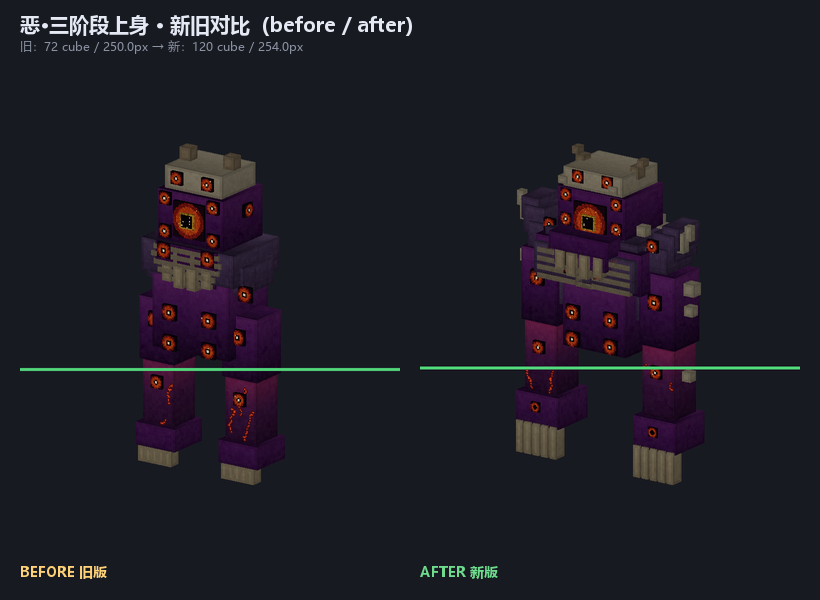 恶·三阶段上身·新旧对比 (before / after)
旧: 72 cube / 250.0px → 新: 120 cube / 254.0px
BEFORE 旧版
AFTER 新版